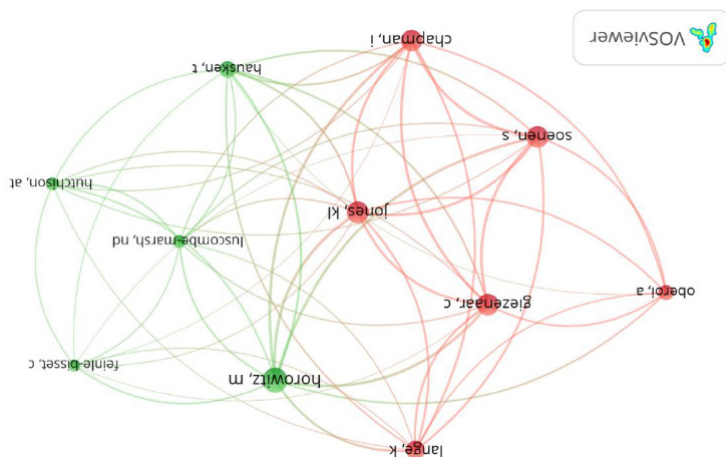 lange, k
horowitz, m
feinle-bisset, c
giezenaar, c
oberoi, a
luscombe-marsh, nd
jones, kl
hutchison, at
soenen, s
hausken, t
chapman, i
VOSviewer